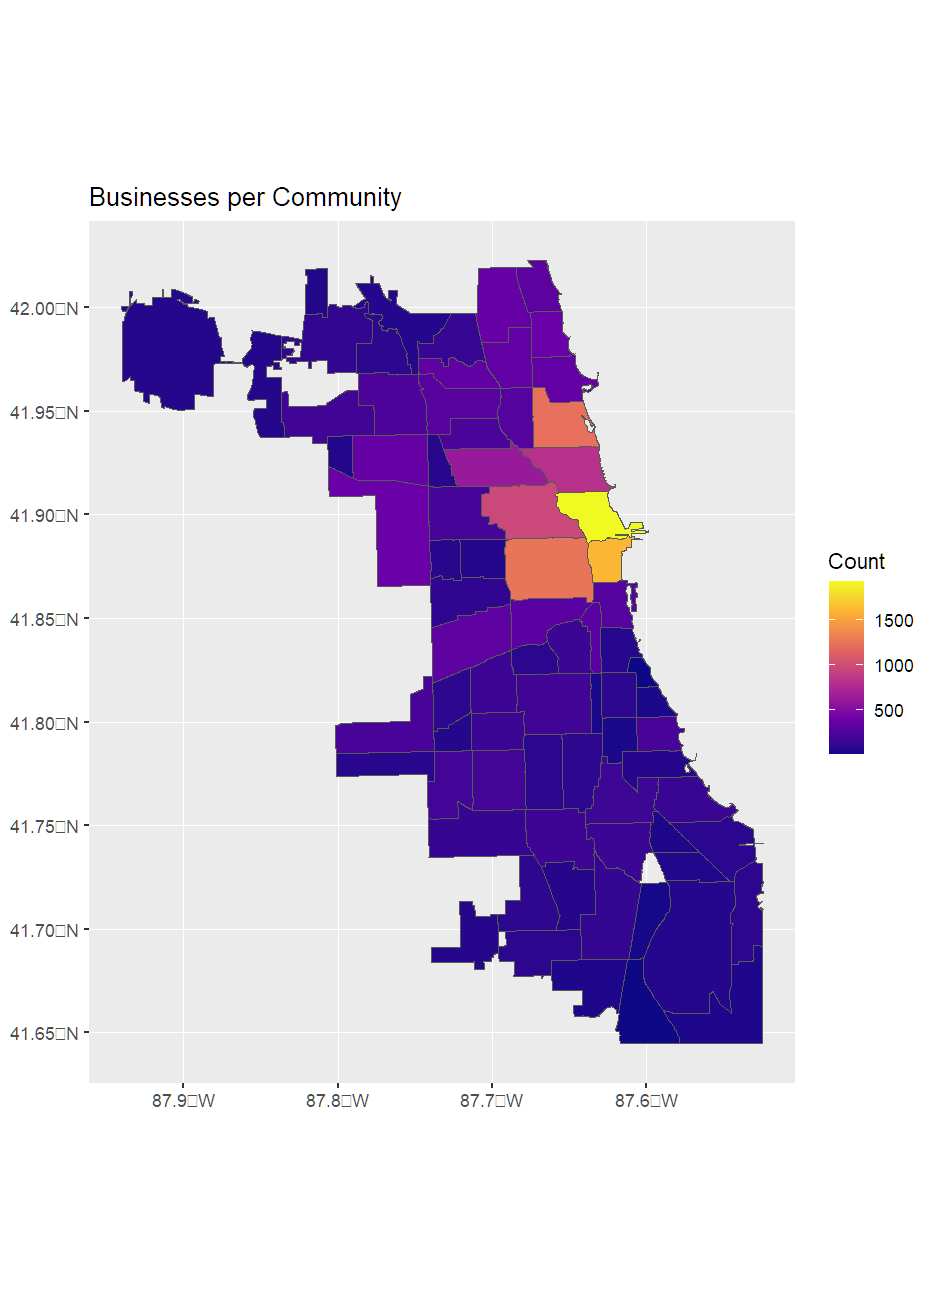 Businesses per Community
42.00□N
41.95□N
41.90□N
41.85□N
41.80□N
41.75□N
41.70□N
41.65□N
87.9□W
87.8□W
87.7□W
87.6□W
Count
1500
1000
500